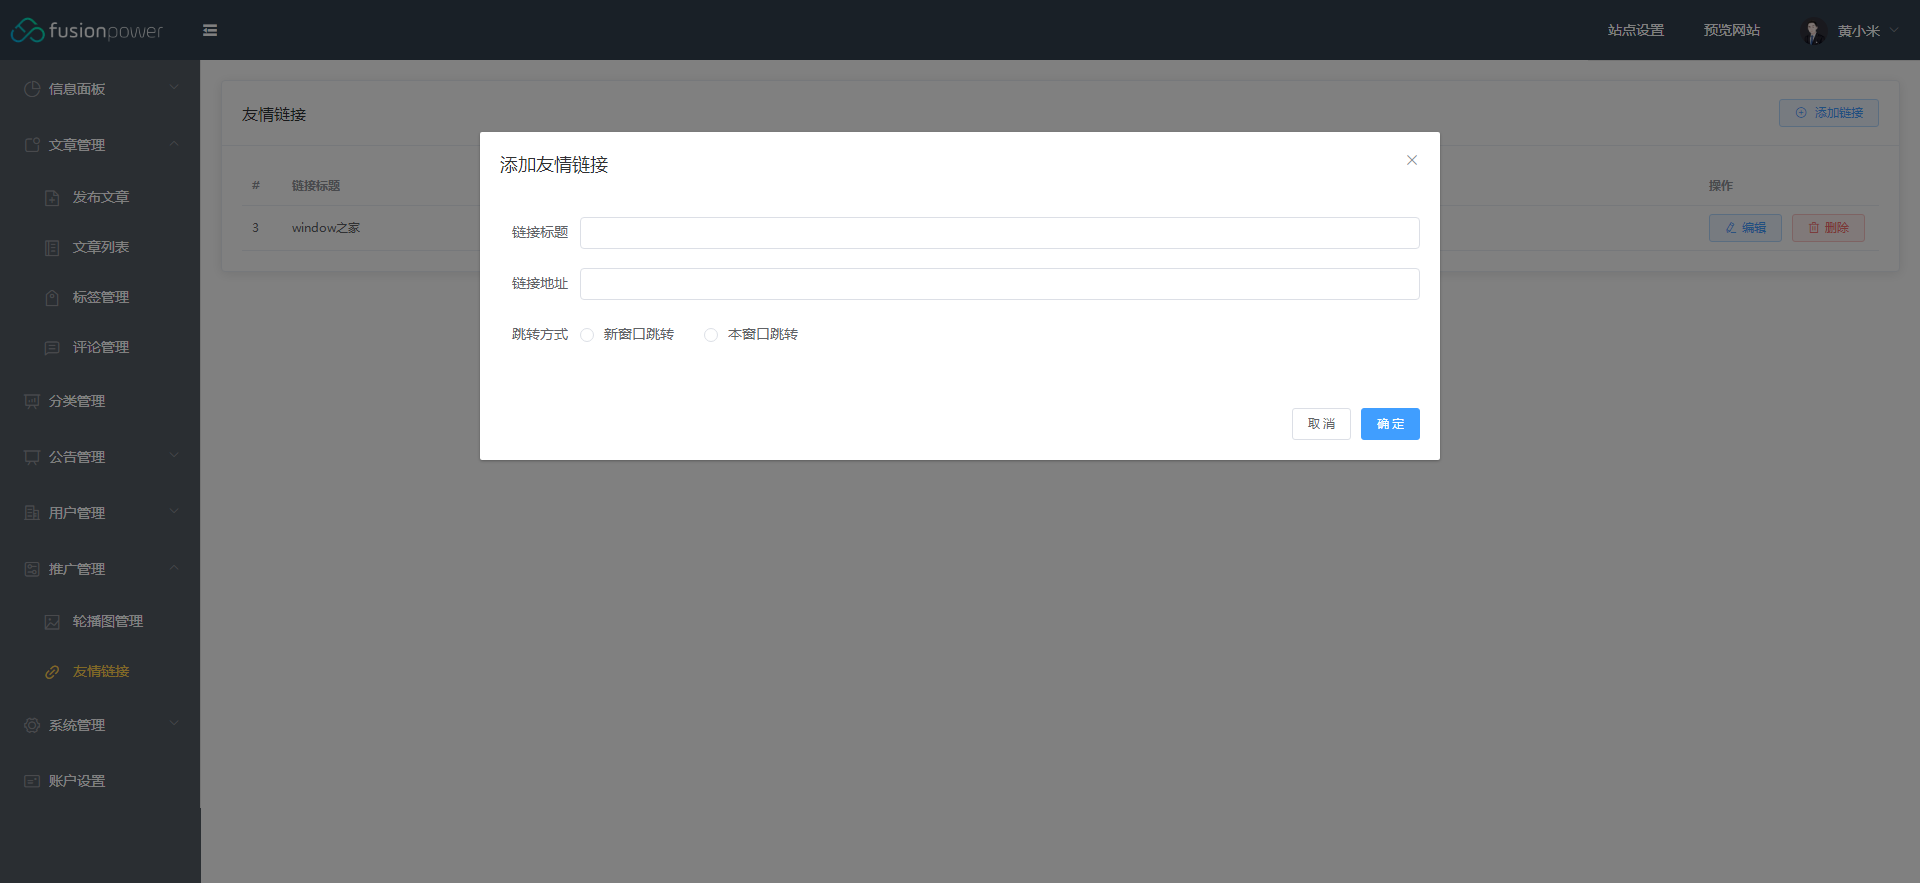 fusionpower
站点设置
预览网站
黄小米
信息面板
文章管理
发布文章
文章列表
标签管理
评论管理
分类管理
公告管理
用户管理
推广管理
轮播图管理
友情链接
系统管理
账户设置
友情链接
添加链接
# 链接标题 操作
3 window之家 编辑 删除
添加友情链接
链接标题
链接地址
跳转方式 新窗口跳转 本窗口跳转
取消 确定